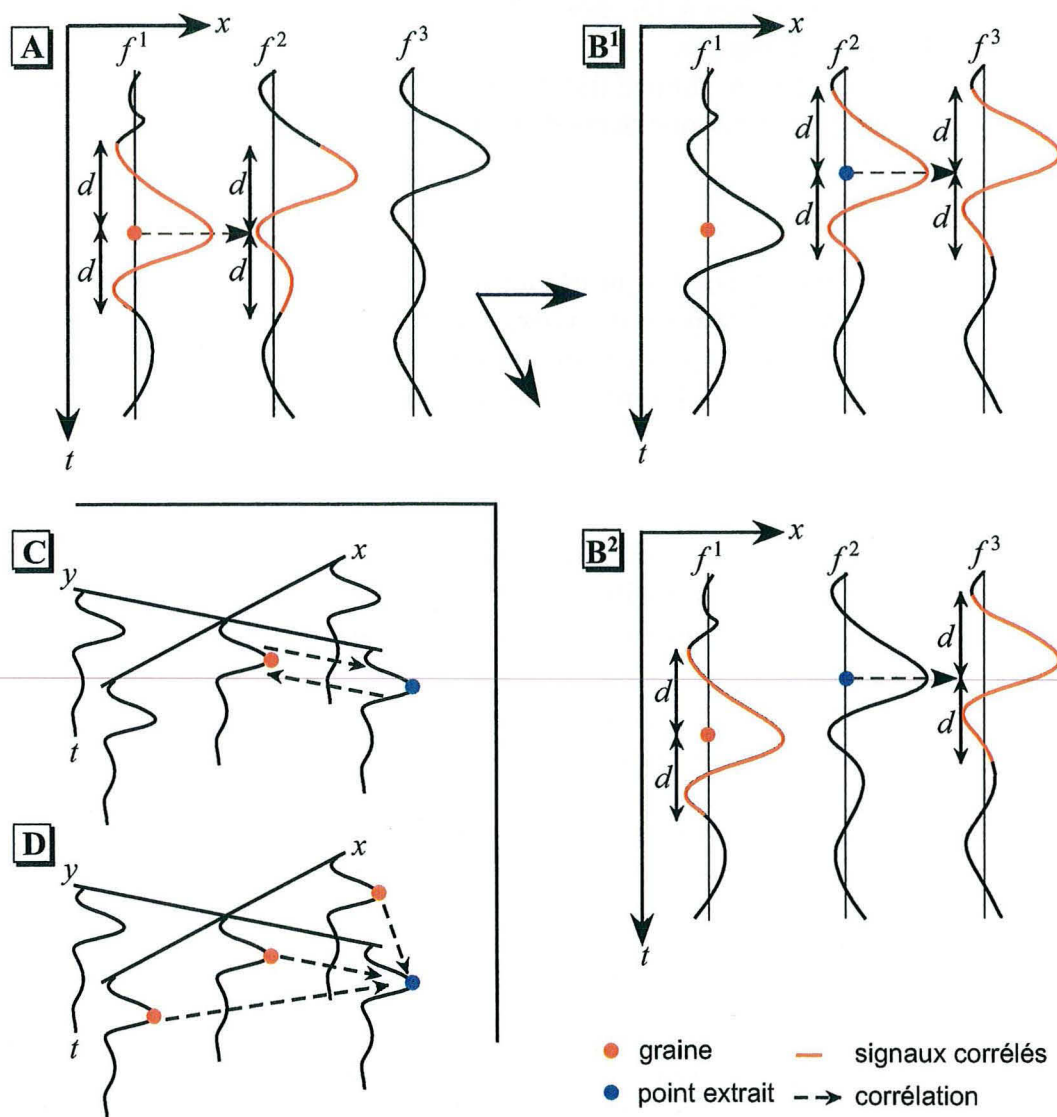 A
x
f¹ f² f³
d d
d d
t
B¹
x
f¹ f² f³
d d
d d
t
C
y x
t
B²
x
f¹ f² f³
d
d
d
d
t
D
y x
t
graine
signaux corrélés
point extrait
corrélation